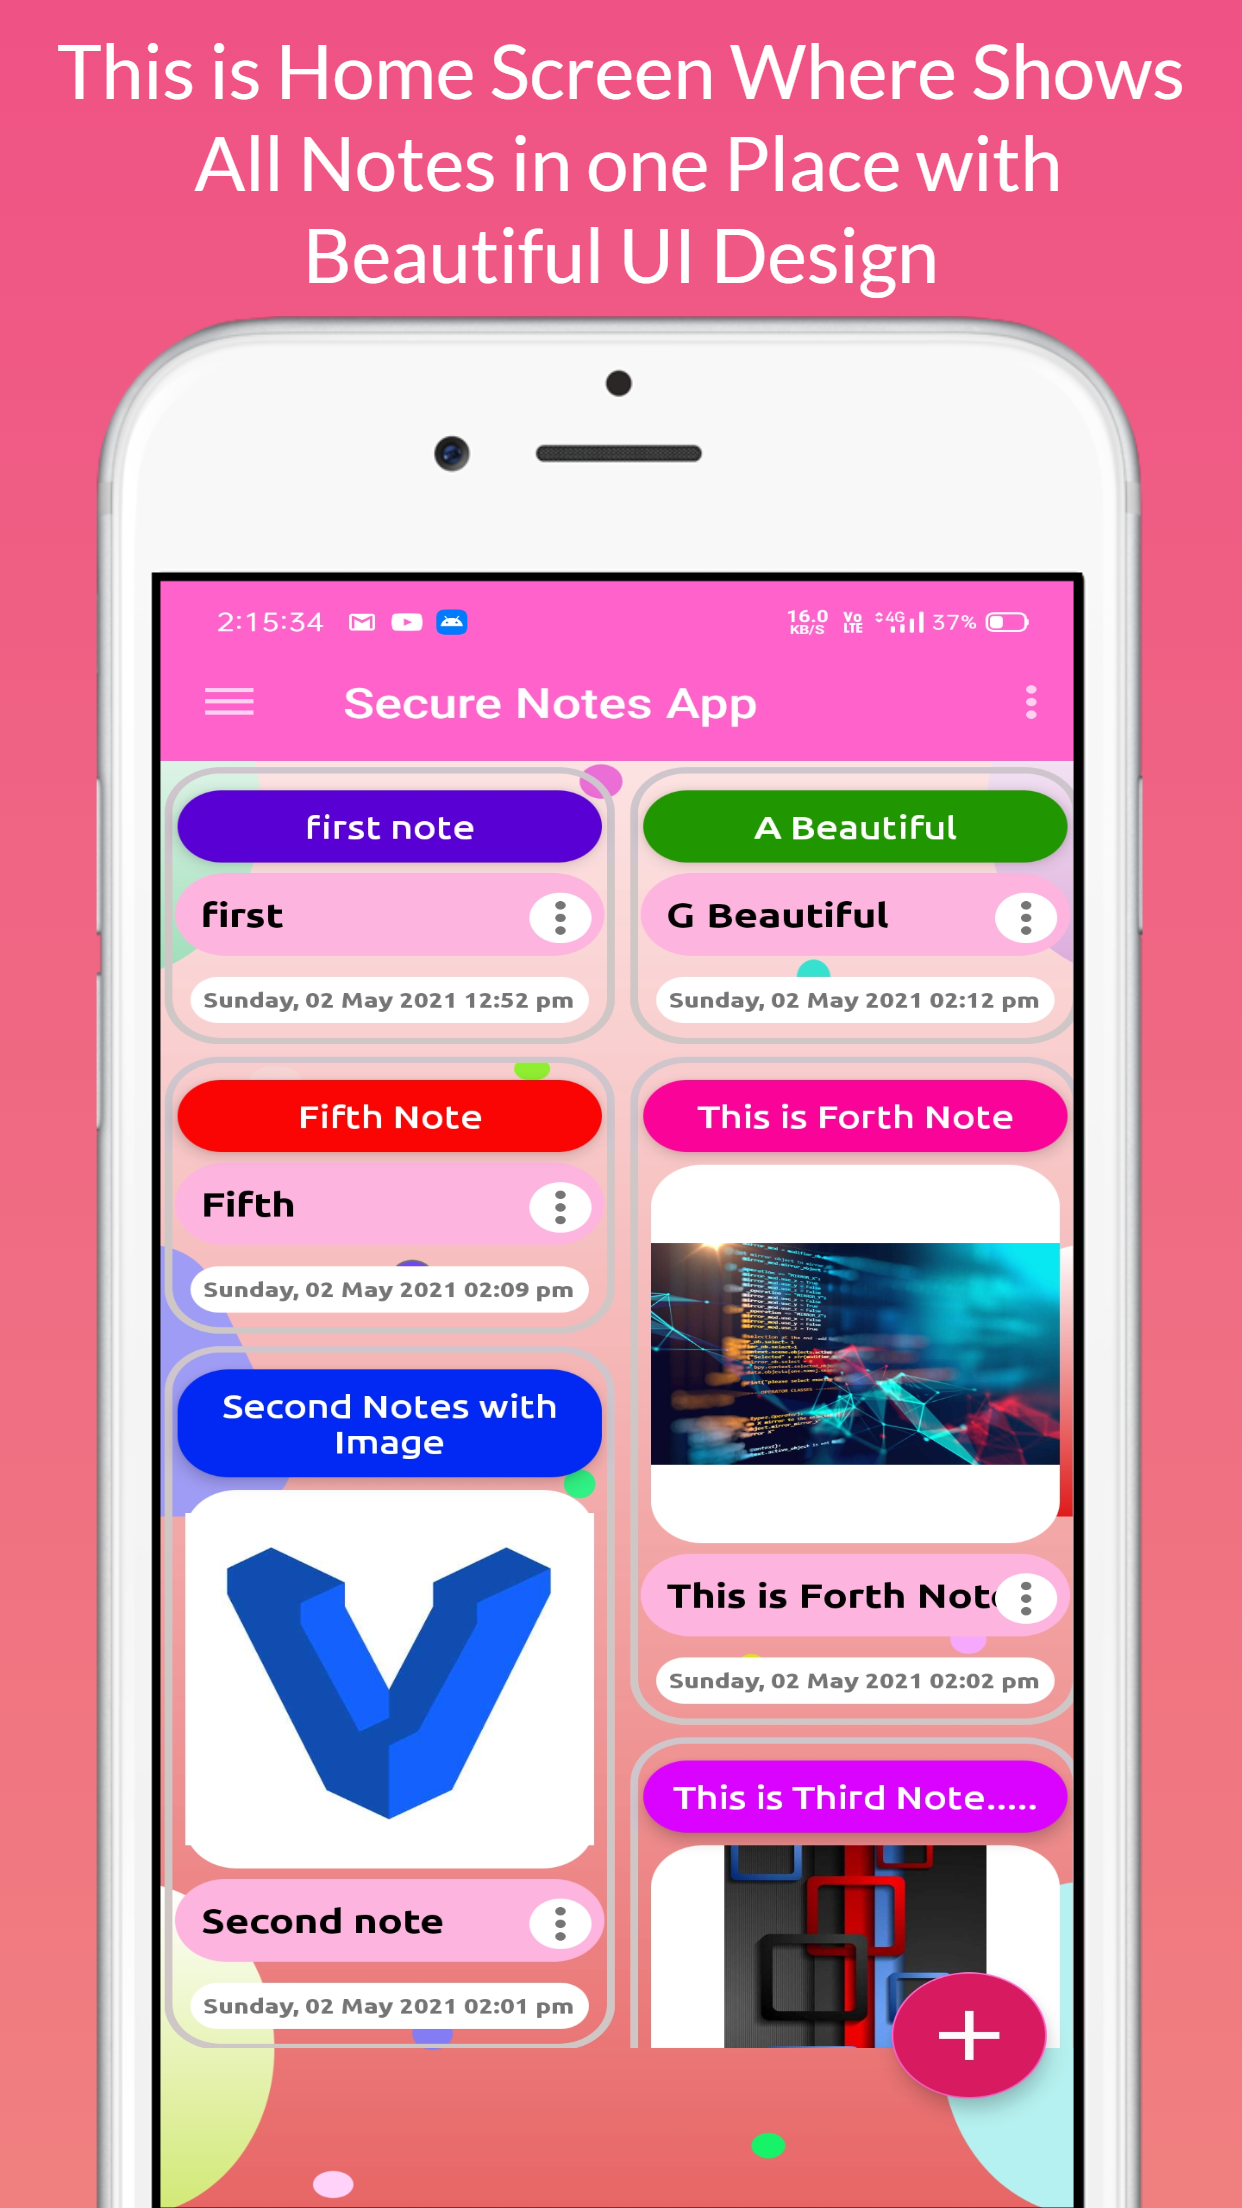 This is Home Screen Where Shows
All Notes in one Place with
Beautiful UI Design
2:15:34
16.0
KB/S
Vo
LTE
4G
37%
Secure Notes App
first note
first
Sunday, 02 May 2021 12:52 pm
A Beautiful
G Beautiful
Sunday, 02 May 2021 02:12 pm
Fifth Note
Fifth
Sunday, 02 May 2021 02:09 pm
This is Forth Note
This is Forth Note
Sunday, 02 May 2021 02:02 pm
Second Notes with
Image
Second note
Sunday, 02 May 2021 02:01 pm
This is Third Note.....